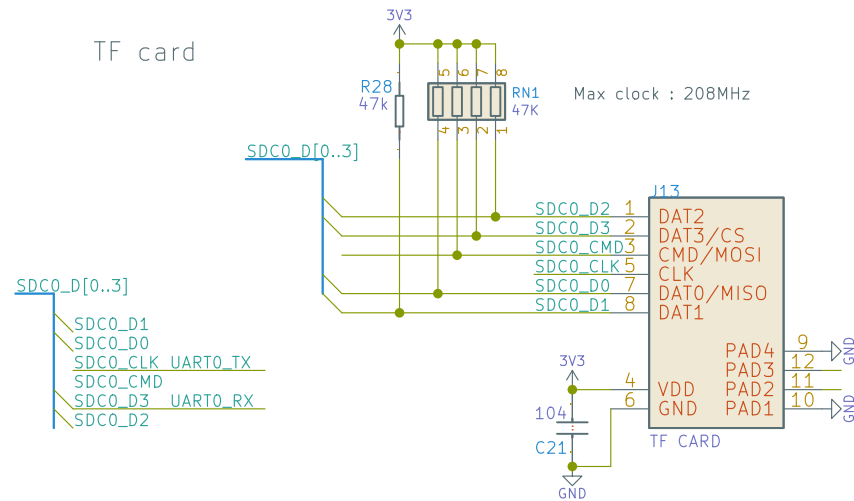 3V3
TF card
5 6 7 8
R28
47k
RN1
47K
Max clock : 208MHz
4 3 2 1
SDC0_D[0..3]
J13
SDC0_D2 1 DAT2
SDC0_D3 2 DAT3/CS
SDC0_CMD 3 CMD/MOSI
SDC0_CLK 5 CLK
SDC0_D0 7 DAT0/MISO
SDC0_D1 8 DAT1
SDC0_D[0..3]
SDC0_D1
SDC0_D0
SDC0_CLK UART0_TX
SDC0_CMD
SDC0_D3 UART0_RX
SDC0_D2
PAD4 9 GND
PAD3 12
PAD2 11
PAD1 10 GND
3V3
4 VDD
6 GND
104
C21
GND
TF CARD